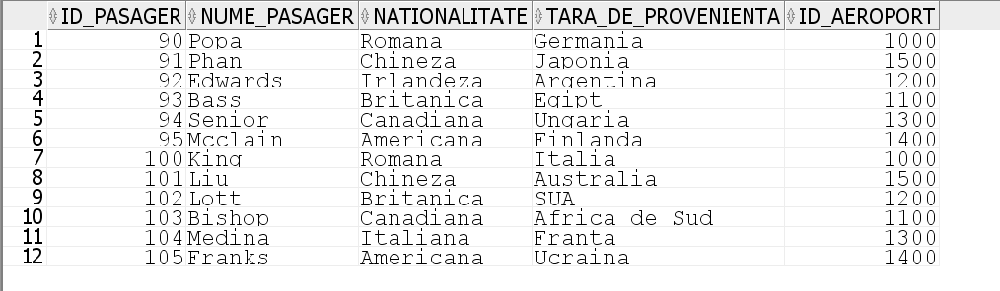 ID_PASAGER NUME_PASAGER NATIONALITATE TARA_DE_PROVENIENTA ID_AEROPORT
1 90 Popa Romana Germania 1000
2 91 Phan Chineza Japonia 1500
3 92 Edwards Irlandeza Argentina 1200
4 93 Bass Britanica Egipt 1100
5 94 Senior Canadiana Ungaria 1300
6 95 Mcclain Americana Finlanda 1400
7 100 King Romana Italia 1000
8 101 Liu Chineza Australia 1500
9 102 Lott Britanica SUA 1200
10 103 Bishop Canadiana Africa de Sud 1100
11 104 Medina Italiana Franta 1300
12 105 Franks Americana Ucraina 1400